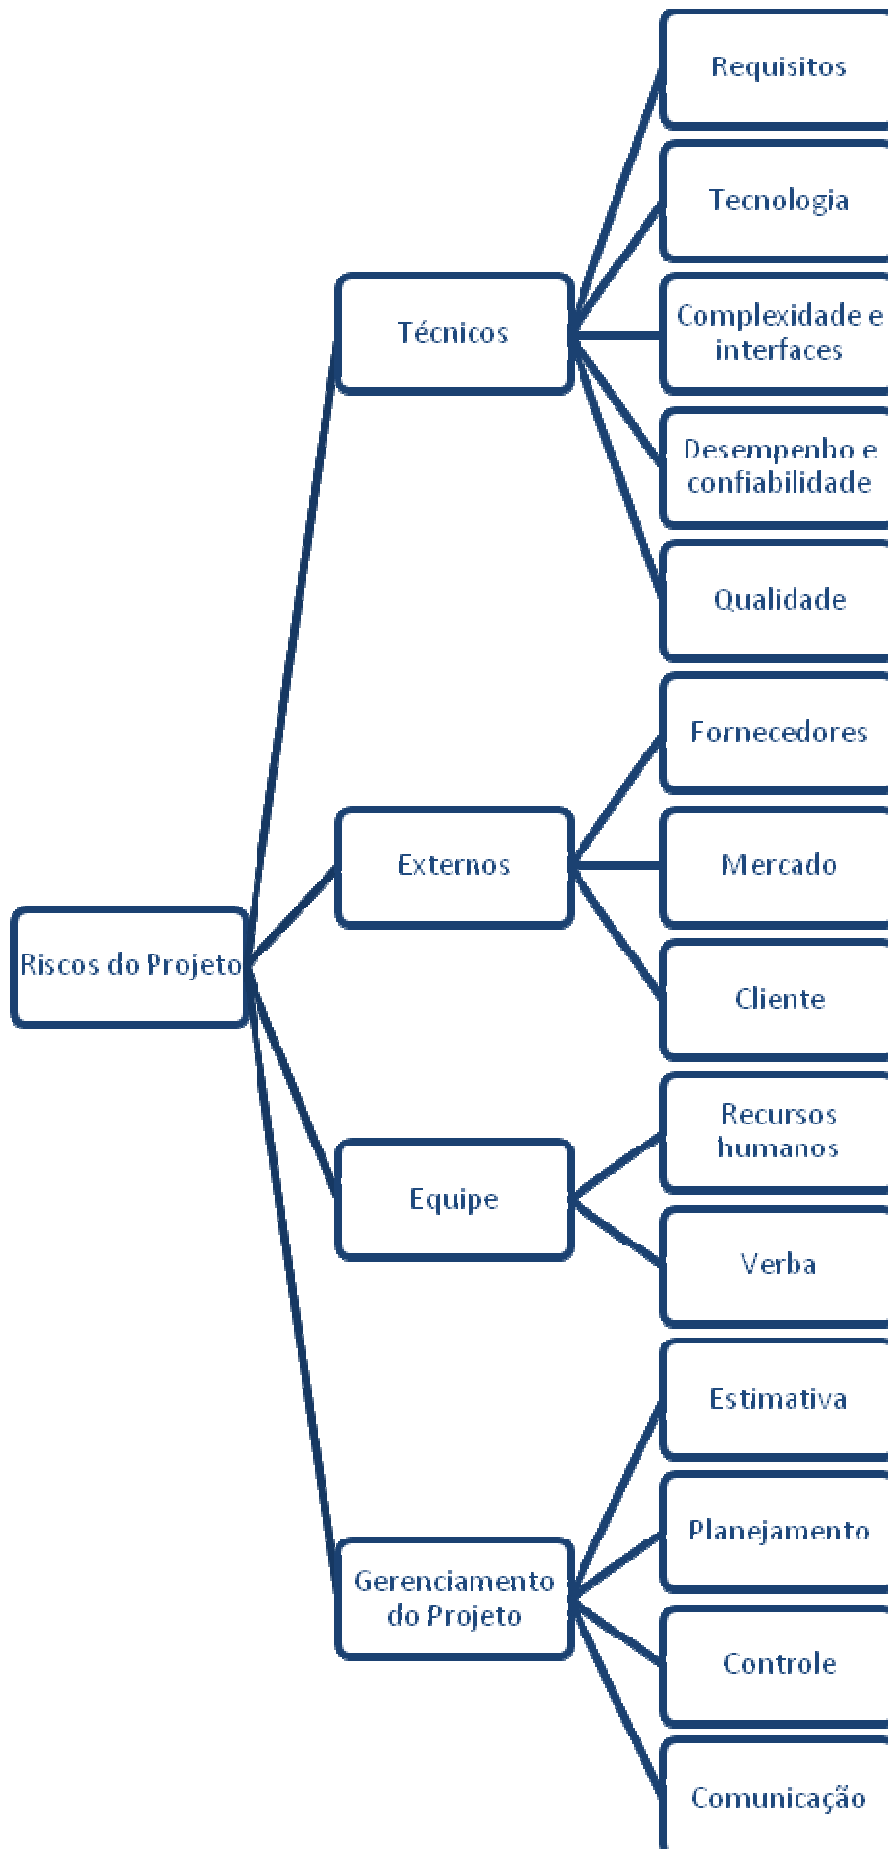 Requisitos
Tecnologia
Técnicos
Complexidade e
interfaces
Desempenho e
confiabilidade
Qualidade
Fornecedores
Externos
Mercado
Riscos do Projeto
Cliente
Recursos
humanos
Equipe
Verba
Estimativa
Planejamento
Gerenciamento
do Projeto
Controle
Comunicação